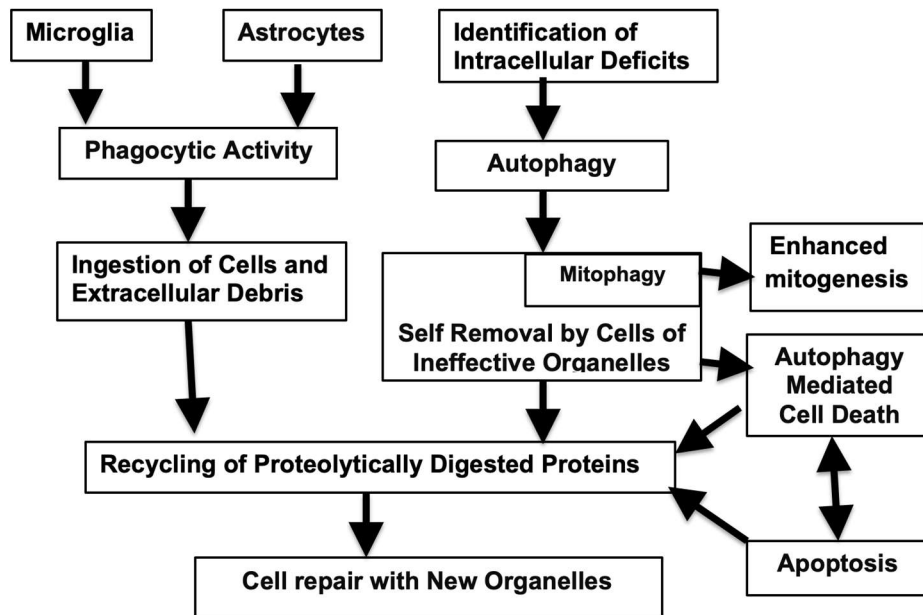 Microglia
Astrocytes
Identification of
Intracellular Deficits
Phagocytic Activity
Autophagy
Ingestion of Cells and
Extracellular Debris
Mitophagy
Enhanced
mitogenesis
Self Removal by Cells of
Ineffective Organelles
Autophagy
Mediated
Cell Death
Recycling of Proteolytically Digested Proteins
Apoptosis
Cell repair with New Organelles